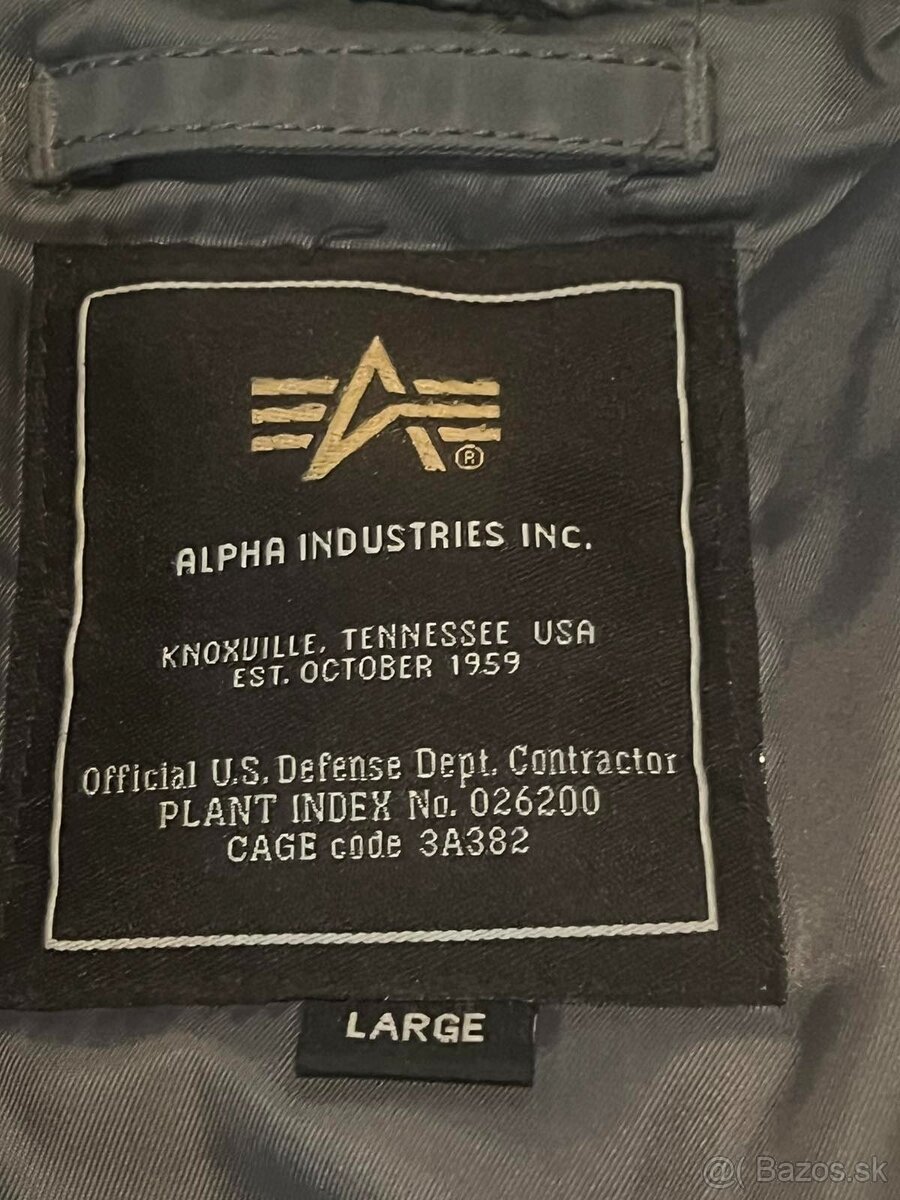 ®
ALPHA INDUSTRIES INC.
KNOXVILLE, TENNESSEE USA
EST. OCTOBER 1959
Official U.S. Defense Dept. Contractor
PLANT INDEX No. 026200
CAGE code 3A382
LARGE
@( Bazos.sk